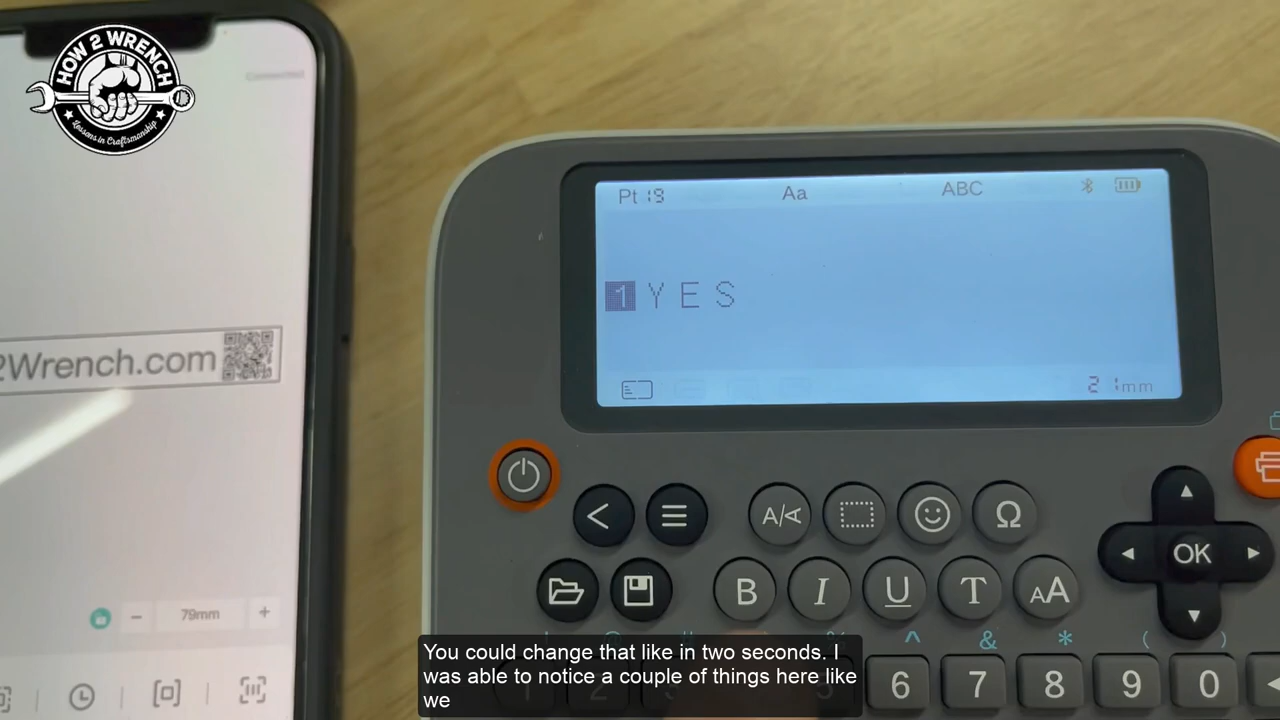 HOW 2 WRENCH
Lessons in Craftsmanship
Connected
2Wrench.com
79mm
Pt 19
Aa
ABC
1 YES
21mm
A/A
Ω
B
I
U
T
AA
OK
^
&
*
(
)
6
7
8
9
0
You could change that like in two seconds. I
was able to notice a couple of things here like
we